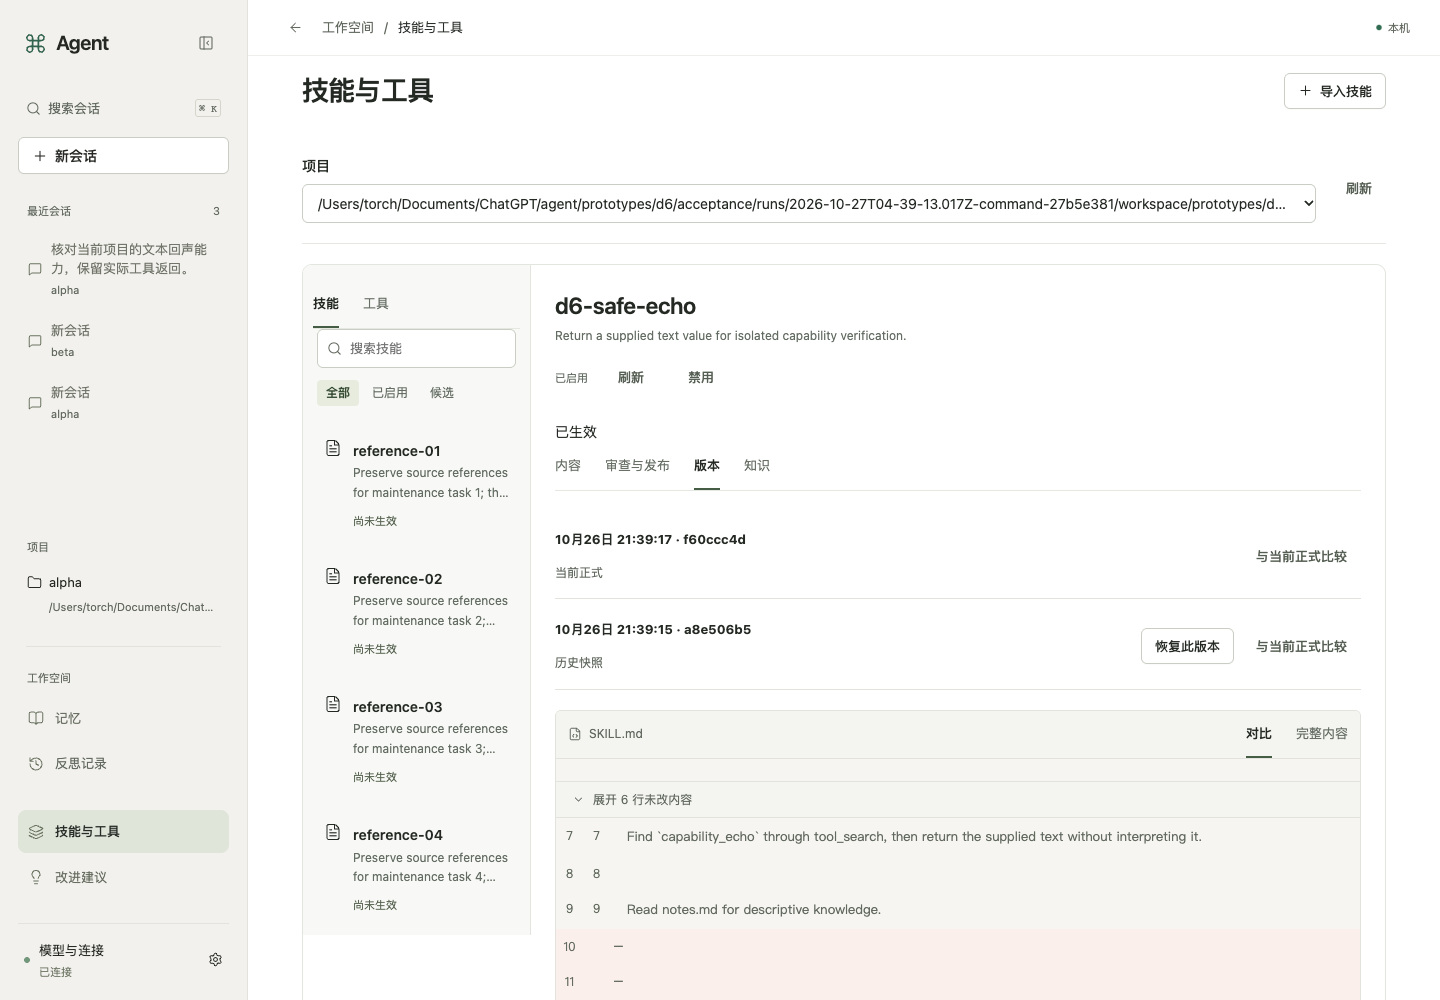 Agent
搜索会话
⌘ K
新会话
最近会话 3
核对当前项目的文本回声能
力，保留实际工具返回。
alpha
新会话
beta
新会话
alpha
项目
alpha
/Users/torch/Documents/Chat...
工作空间
记忆
反思记录
技能与工具
改进建议
模型与连接
已连接
工作空间 / 技能与工具
本机
技能与工具
导入技能
项目
/Users/torch/Documents/ChatGPT/agent/prototypes/d6/acceptance/runs/2026-10-27T04-39-13.017Z-command-27b5e381/workspace/prototypes/d...
刷新
技能 工具
搜索技能
全部 已启用 候选
reference-01
Preserve source references
for maintenance task 1; th...
尚未生效
reference-02
Preserve source references
for maintenance task 2;...
尚未生效
reference-03
Preserve source references
for maintenance task 3;...
尚未生效
reference-04
Preserve source references
for maintenance task 4;...
尚未生效
d6-safe-echo
Return a supplied text value for isolated capability verification.
已启用 刷新 禁用
已生效
内容 审查与发布 版本 知识
10月26日 21:39:17 · f60ccc4d
当前正式
与当前正式比较
10月26日 21:39:15 · a8e506b5
历史快照
恢复此版本 与当前正式比较
SKILL.md 对比 完整内容
展开 6 行未改内容
7 7 Find `capability_echo` through tool_search, then return the supplied text without interpreting it.
8 8
9 9 Read notes.md for descriptive knowledge.
10 −
11 −